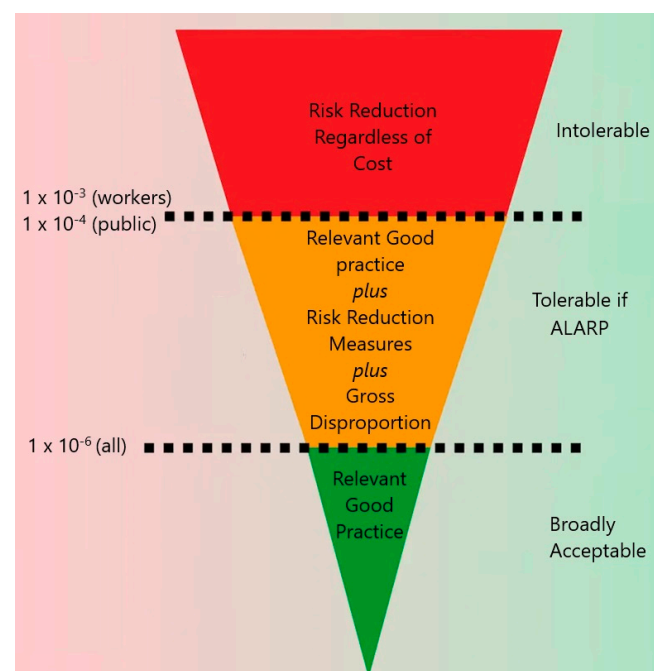 Risk Reduction
Regardless of
Cost
Intolerable
1 x 10⁻³ (workers)
1 x 10⁻⁴ (public)
Relevant Good
practice
plus
Risk Reduction
Measures
plus
Gross
Disproportion
Tolerable if
ALARP
1 x 10⁻⁶ (all)
Relevant
Good
Practice
Broadly
Acceptable